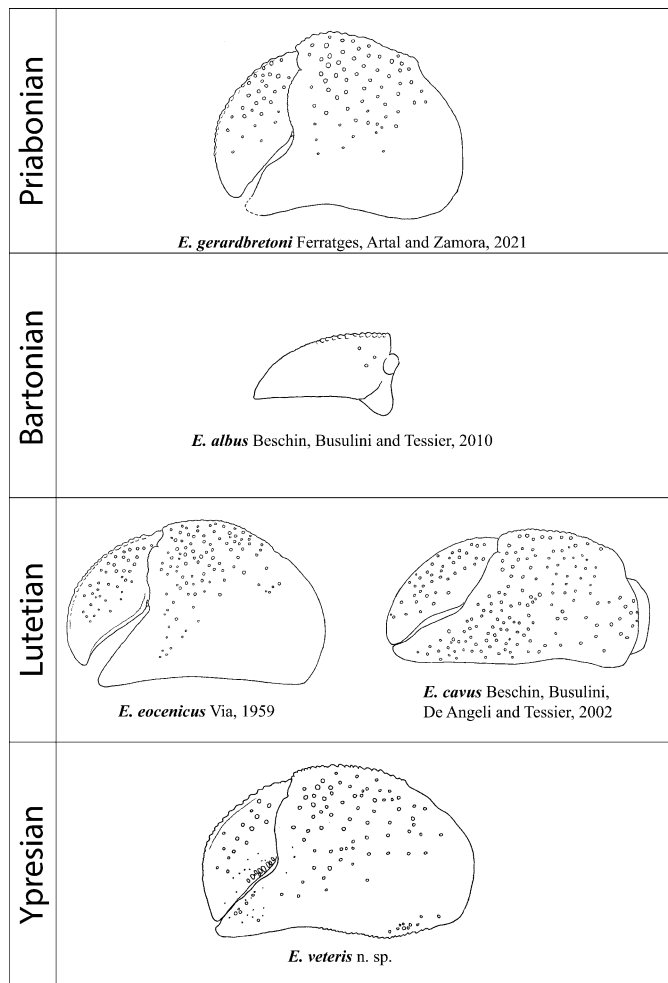 Priabonian
E. gerardbretoni Ferratges, Artal and Zamora, 2021
Bartonian
E. albus Beschin, Busulini and Tessier, 2010
Lutetian
E. eocenicus Via, 1959
E. cavus Beschin, Busulini,
De Angeli and Tessier, 2002
Ypresian
E. veteris n. sp.